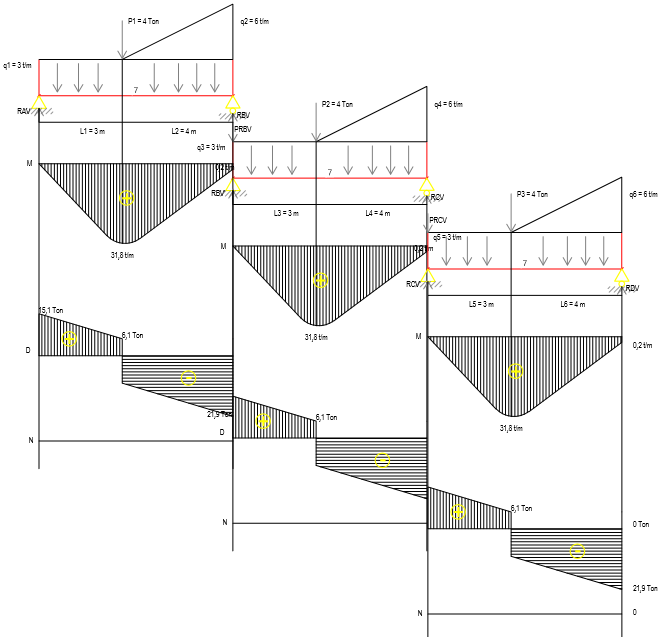 P1 = 4 Ton
q2 = 6 t/m
q1 = 3 t/m
7
RAV
RBV
L1 = 3 m
L2 = 4 m
PRBV
P2 = 4 Ton
q4 = 6 t/m
q3 = 3 t/m
7
M
RBV
RCV
L3 = 3 m
L4 = 4 m
PRCV
31,8 t/m
P3 = 4 Ton
q6 = 6 t/m
q5 = 3 t/m
7
M
RCV
RDV
L5 = 3 m
L6 = 4 m
15,1 Ton
6,1 Ton
D
31,8 t/m
M
0,2 t/m
21,9 Ton
6,1 Ton
D
31,8 t/m
N
6,1 Ton
N
0 Ton
21,9 Ton
N
0